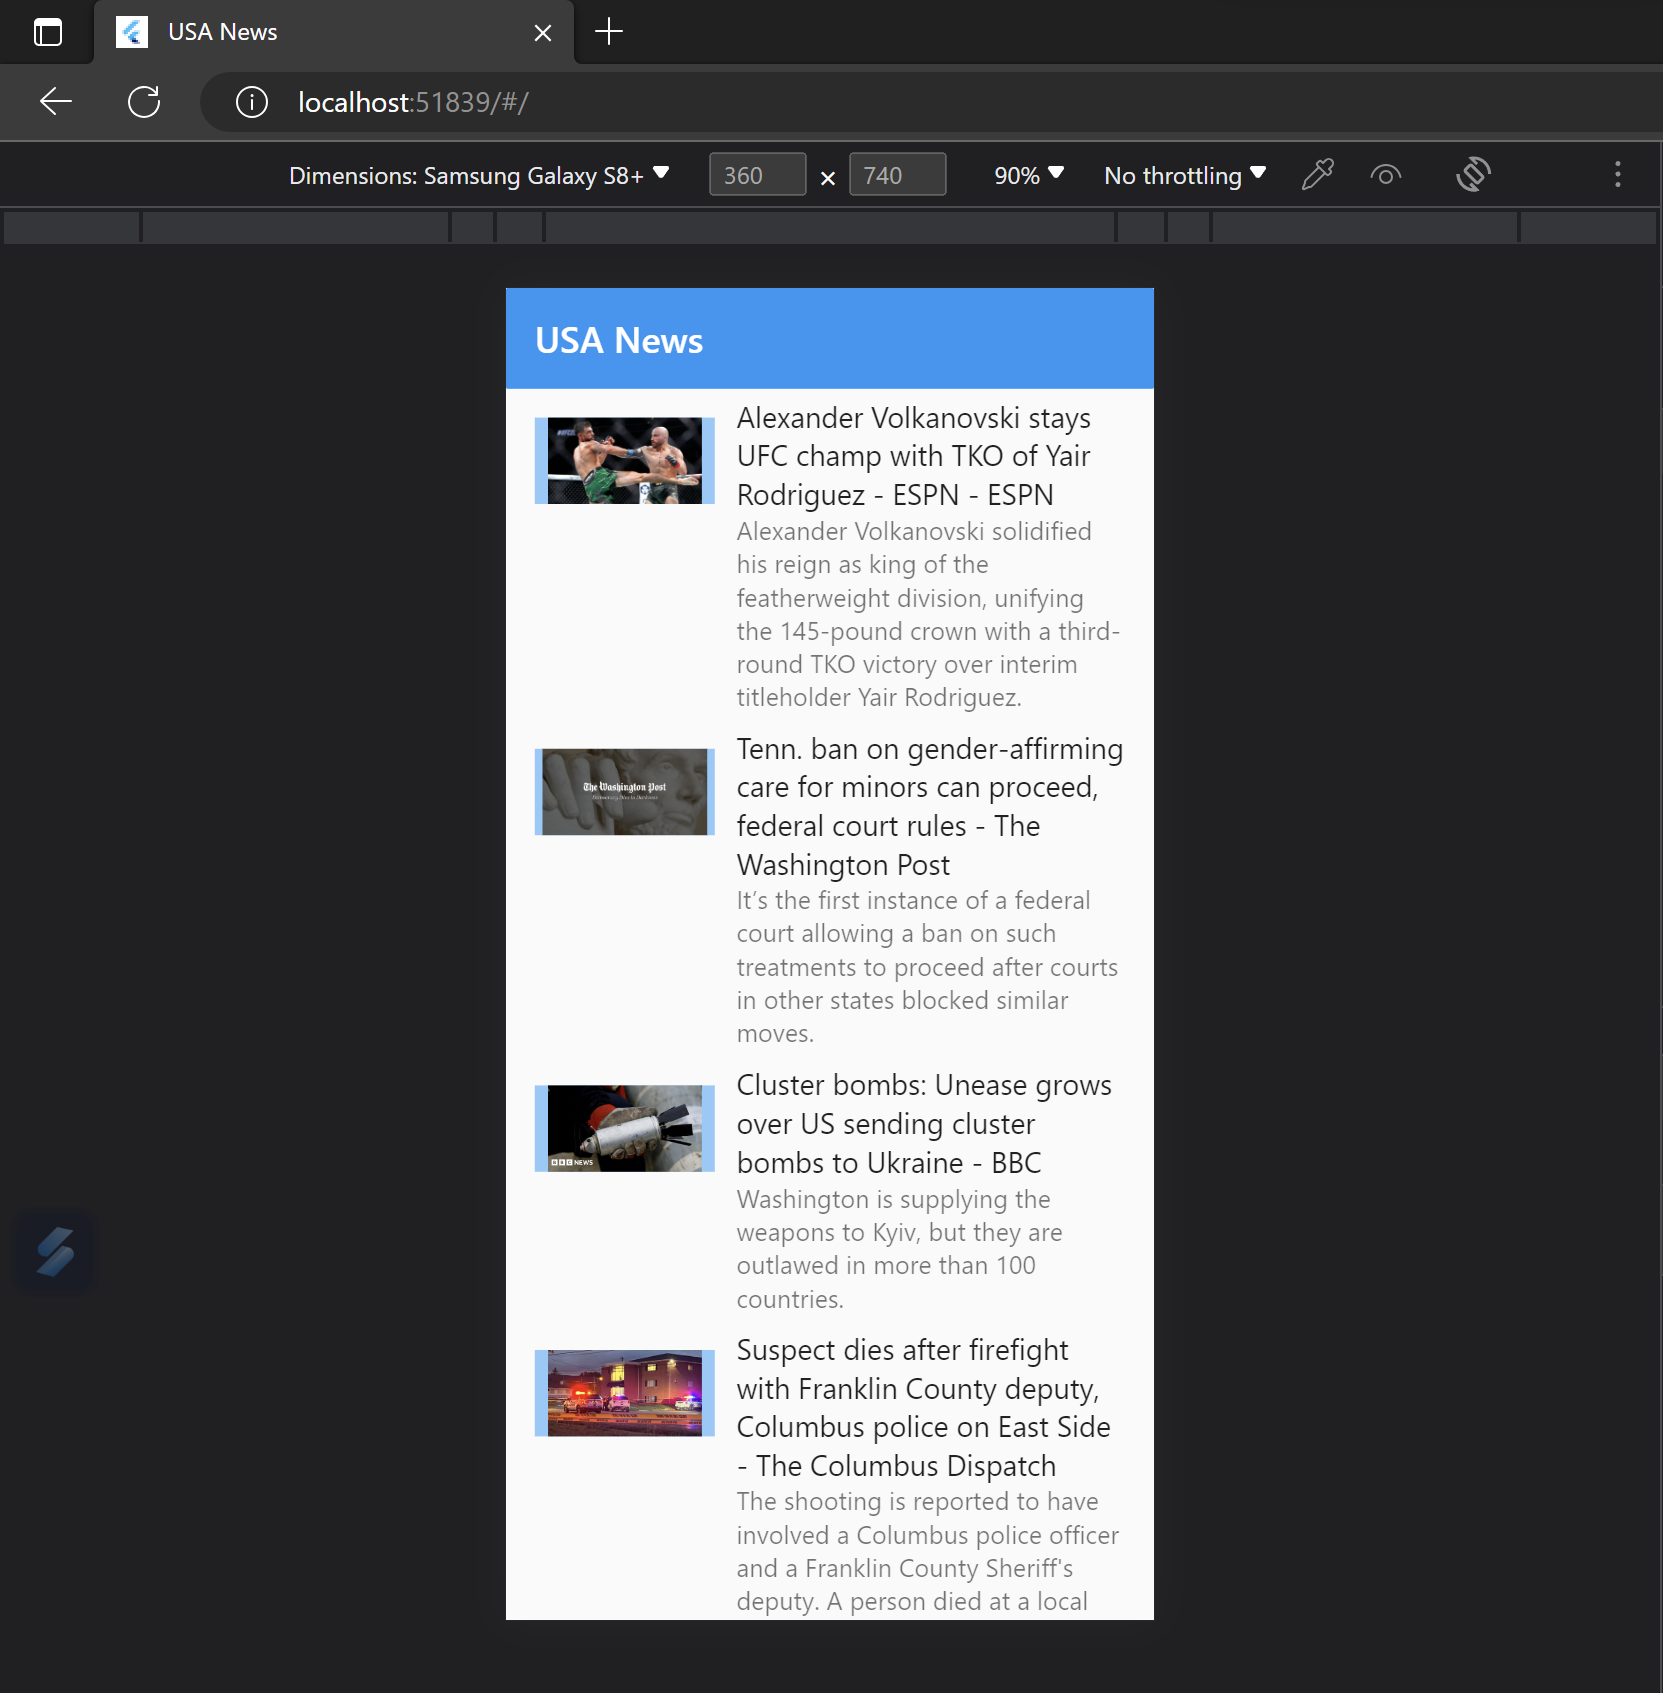 USA News
localhost:51839/#/
Dimensions: Samsung Galaxy S8+ 360 × 740 90% No throttling
USA News
Alexander Volkanovski stays
UFC champ with TKO of Yair
Rodriguez - ESPN - ESPN
Alexander Volkanovski solidified
his reign as king of the
featherweight division, unifying
the 145-pound crown with a third-
round TKO victory over interim
titleholder Yair Rodriguez.
The Washington Post
Tenn. ban on gender-affirming
care for minors can proceed,
federal court rules - The
Washington Post
It’s the first instance of a federal
court allowing a ban on such
treatments to proceed after courts
in other states blocked similar
moves.
BBC NEWS
Cluster bombs: Unease grows
over US sending cluster
bombs to Ukraine - BBC
Washington is supplying the
weapons to Kyiv, but they are
outlawed in more than 100
countries.
Suspect dies after firefight
with Franklin County deputy,
Columbus police on East Side
- The Columbus Dispatch
The shooting is reported to have
involved a Columbus police officer
and a Franklin County Sheriff's
deputy. A person died at a local